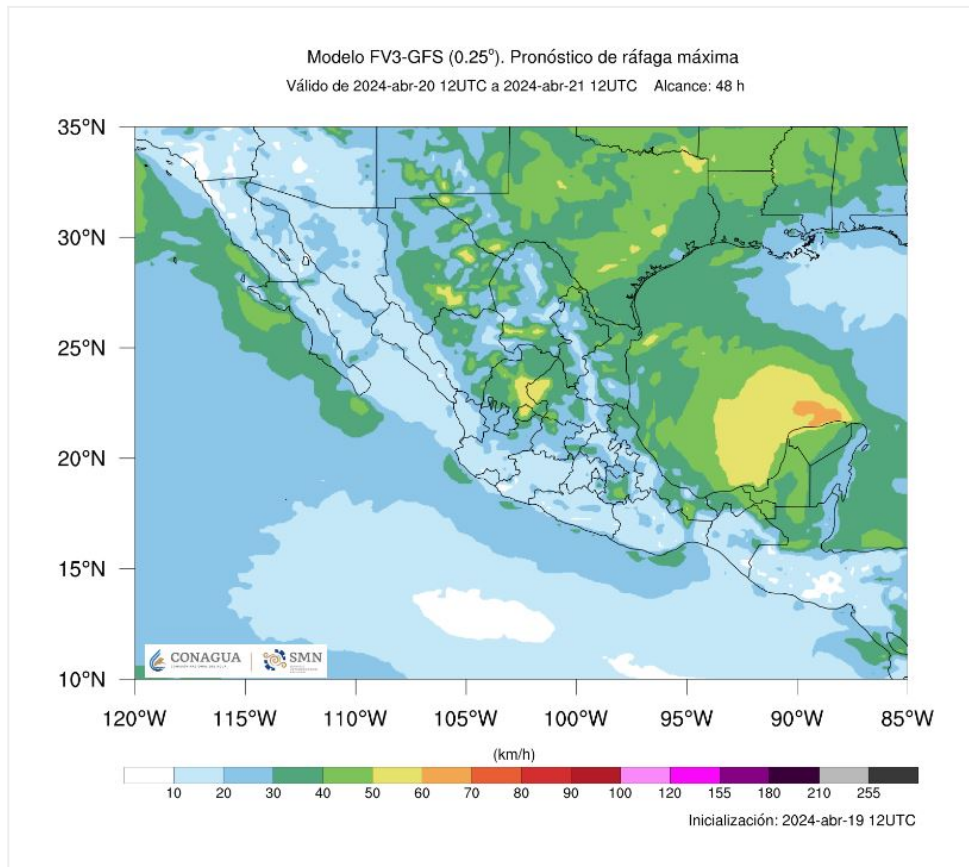 Modelo FV3-GFS (0.25°). Pronóstico de ráfaga máxima
Válido de 2024-abr-20 12UTC a 2024-abr-21 12UTC Alcance: 48 h
35°N
30°N
25°N
20°N
15°N
10°N
CONAGUA SMN
120°W 115°W 110°W 105°W 100°W 95°W 90°W 85°W
(km/h)
10 20 30 40 50 60 70 80 90 100 120 155 180 210 255
Inicialización: 2024-abr-19 12UTC